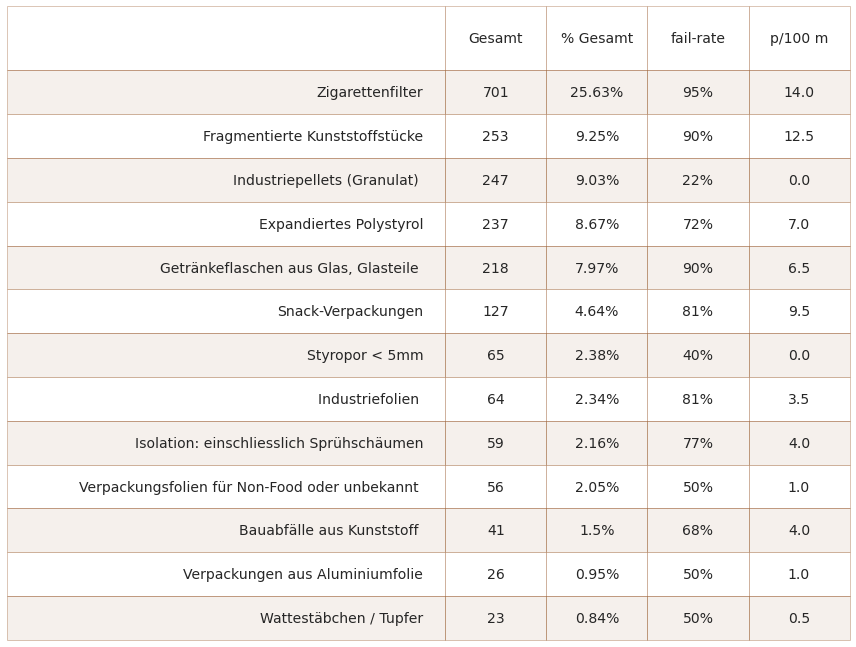 Gesamt % Gesamt fail-rate p/100 m
Zigarettenfilter 701 25.63% 95% 14.0
Fragmentierte Kunststoffstücke 253 9.25% 90% 12.5
Industriepellets (Granulat) 247 9.03% 22% 0.0
Expandiertes Polystyrol 237 8.67% 72% 7.0
Getränkeflaschen aus Glas, Glasteile 218 7.97% 90% 6.5
Snack-Verpackungen 127 4.64% 81% 9.5
Styropor < 5mm 65 2.38% 40% 0.0
Industriefolien 64 2.34% 81% 3.5
Isolation: einschliesslich Sprühschäumen 59 2.16% 77% 4.0
Verpackungsfolien für Non-Food oder unbekannt 56 2.05% 50% 1.0
Bauabfälle aus Kunststoff 41 1.5% 68% 4.0
Verpackungen aus Aluminiumfolie 26 0.95% 50% 1.0
Wattestäbchen / Tupfer 23 0.84% 50% 0.5